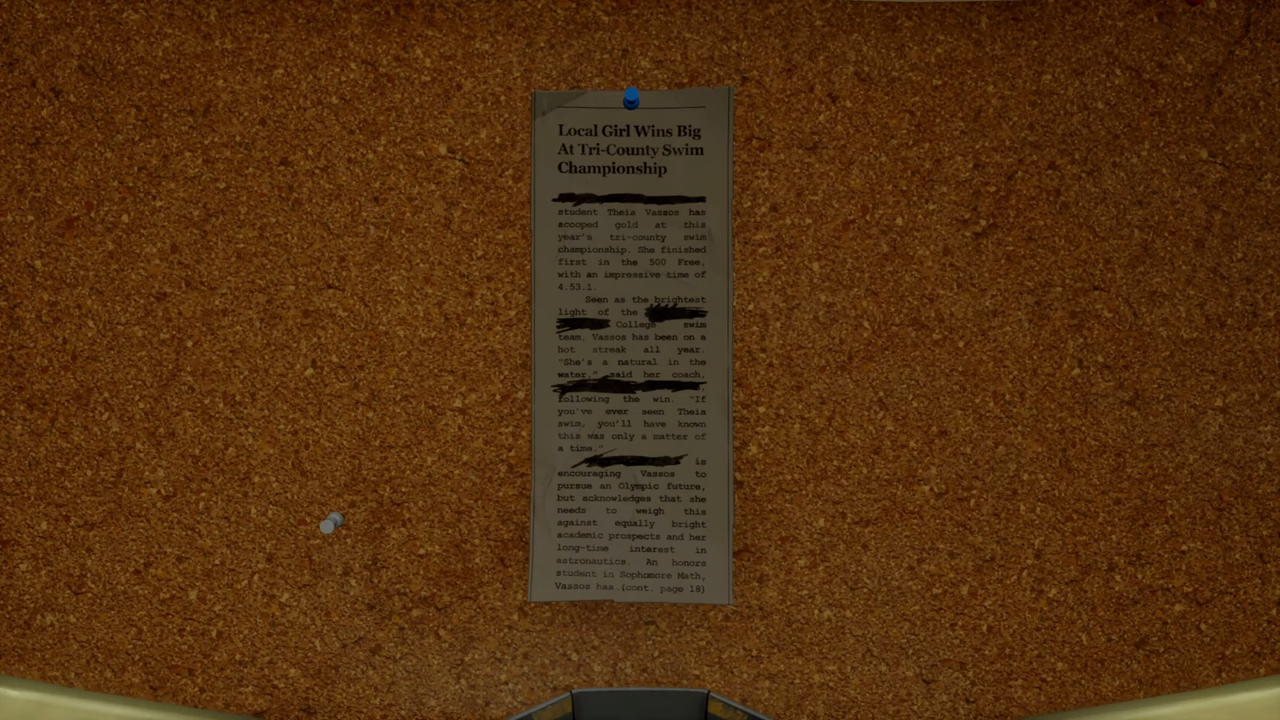 Local Girl Wins Big
At Tri-County Swim
Championship
student Theia Vassos has
scooped gold at this
year's tri-county swim
championship. She finished
first in the 500 Free,
with an impressive time of
4.53.1.
Seen as the brightest
light of the
College swim
team, Vassos has been on a
hot streak all year.
"She's a natural in the
water," said her coach,
following the win. "If
you've ever seen Theia
swim, you'll have known
this was only a matter of
a time."
is
encouraging Vassos to
pursue an Olympic future,
but acknowledges that she
needs to weigh this
against equally bright
academic prospects and her
long-time interest in
astronautics. An honors
student in Sophomore Math,
Vassos has.(cont. page 18)